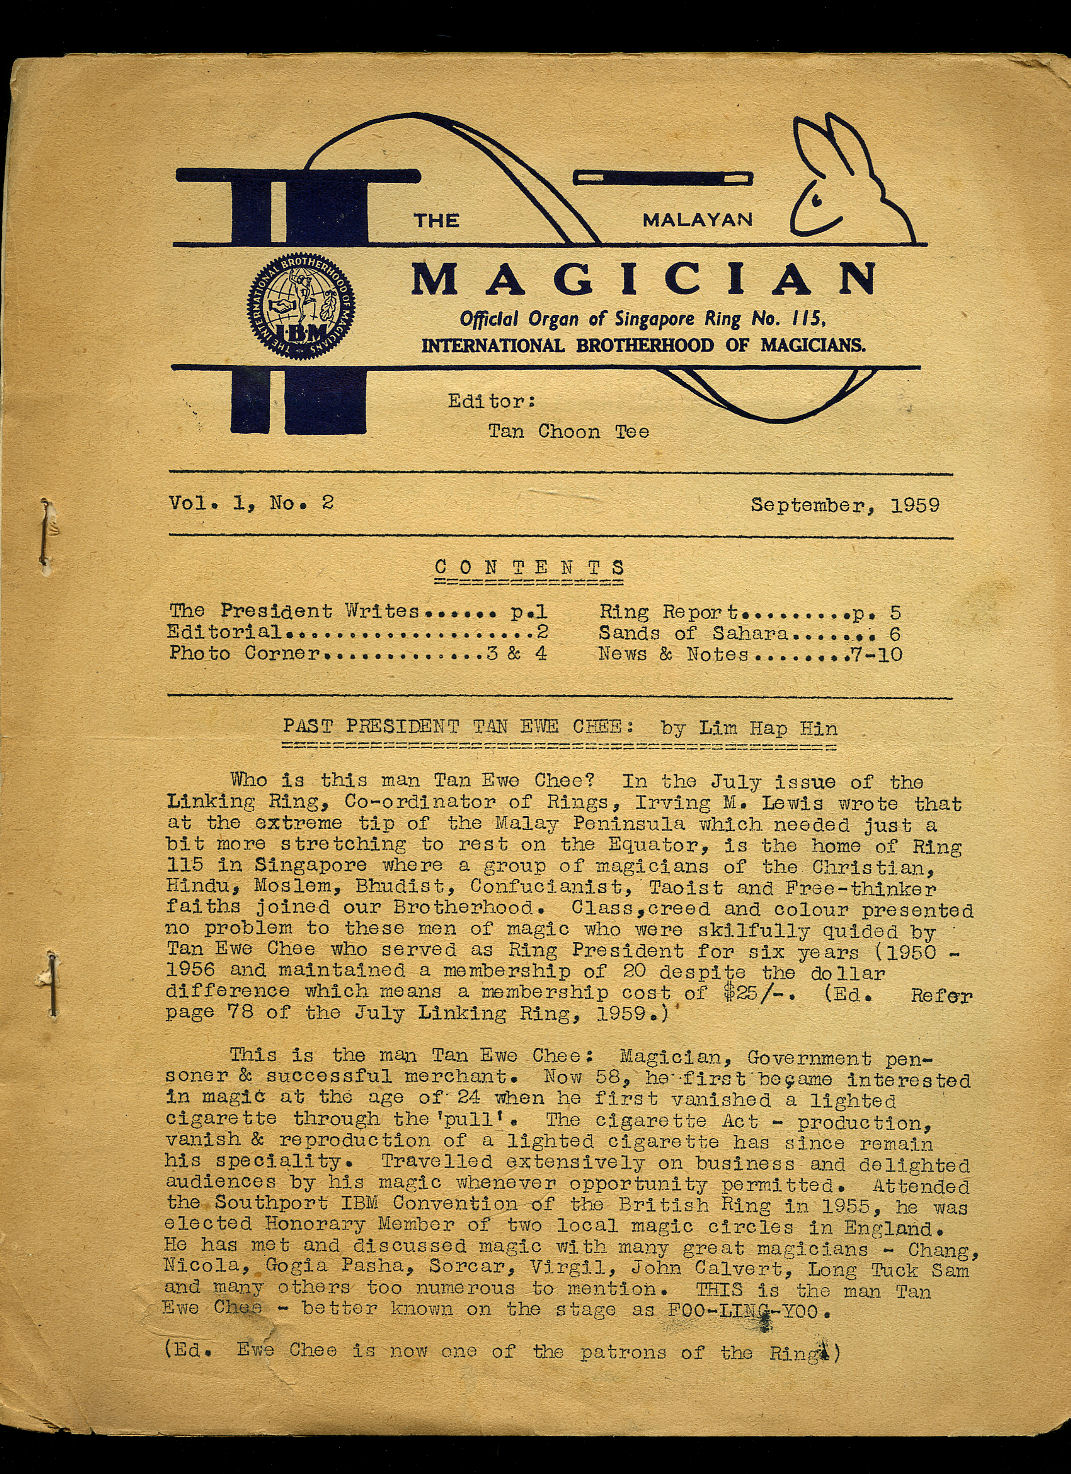 THE MALAYAN
MAGICIAN
Official Organ of Singapore Ring No. 115,
INTERNATIONAL BROTHERHOOD OF MAGICIANS.
THE INTERNATIONAL BROTHERHOOD OF MAGICIANS
I.B.M
Editor:
Tan Choon Tee
Vol. 1, No. 2 September, 1959
C O N T E N T S
The President Writes...... p.1 Ring Report.........p. 5
Editorial....................2 Sands of Sahara....... 6
Photo Corner.............3 & 4 News & Notes........7-10
PAST PRESIDENT TAN EWE CHEE: by Lim Hap Hin
Who is this man Tan Ewe Chee? In the July issue of the
Linking Ring, Co-ordinator of Rings, Irving M. Lewis wrote that
at the extreme tip of the Malay Peninsula which needed just a
bit more stretching to rest on the Equator, is the home of Ring
115 in Singapore where a group of magicians of the Christian,
Hindu, Moslem, Bhudist, Confucianist, Taoist and Free-thinker
faiths joined our Brotherhood. Class,creed and colour presented
no problem to these men of magic who were skilfully quided by
Tan Ewe Chee who served as Ring President for six years (1950 -
1956 and maintained a membership of 20 despite the dollar
difference which means a membership cost of $25/-. (Ed. Refer
page 78 of the July Linking Ring, 1959.)
This is the man Tan Ewe Chee: Magician, Government pen-
soner & successful merchant. Now 58, he first became interested
in magic at the age of 24 when he first vanished a lighted
cigarette through the 'pull'. The cigarette Act - production,
vanish & reproduction of a lighted cigarette has since remain
his speciality. Travelled extensively on business and delighted
audiences by his magic whenever opportunity permitted. Attended
the Southport IBM Convention of the British Ring in 1955, he was
elected Honorary Member of two local magic circles in England.
He has met and discussed magic with many great magicians - Chang,
Nicola, Gogia Pasha, Sorcar, Virgil, John Calvert, Long Tuck Sam
and many others too numerous to mention. THIS is the man Tan
Ewe Chee - better known on the stage as FOO-LING-YOO.
(Ed. Ewe Chee is now one of the patrons of the Ring.)